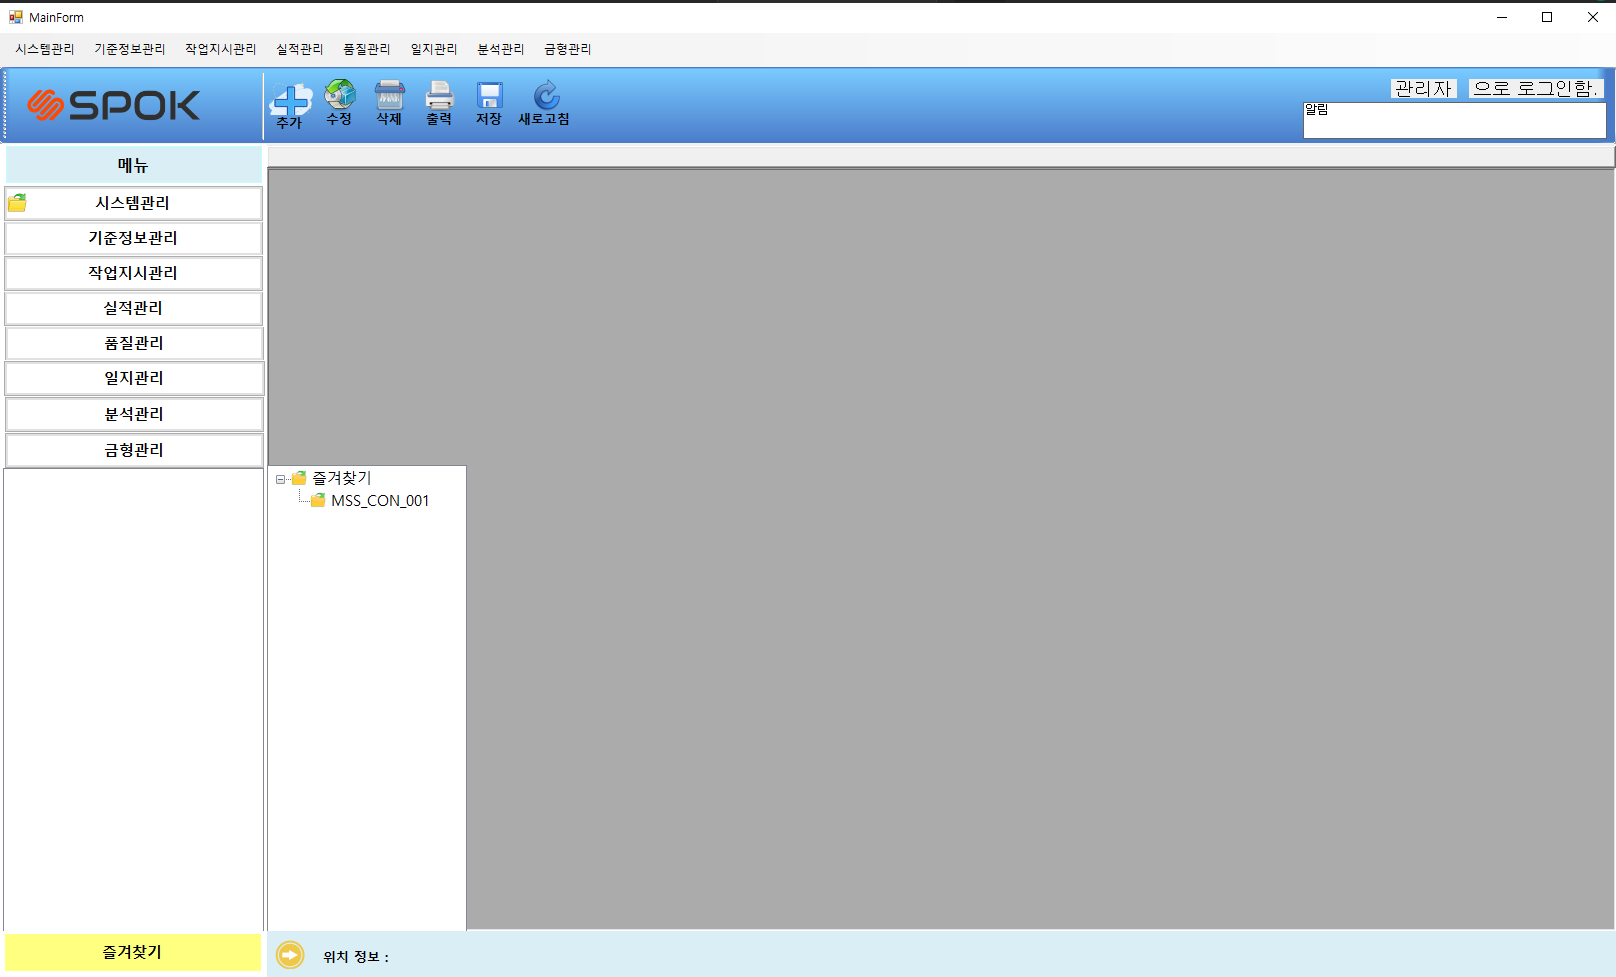 MainForm
시스템관리 기준정보관리 작업지시관리 실적관리 품질관리 일지관리 분석관리 금형관리
SPOK
추가 수정 삭제 출력 저장 새로고침
관리자 으로 로그인함.
알림
메뉴
시스템관리
기준정보관리
작업지시관리
실적관리
품질관리
일지관리
분석관리
금형관리
즐겨찾기
MSS_CON_001
즐겨찾기
위치 정보 :